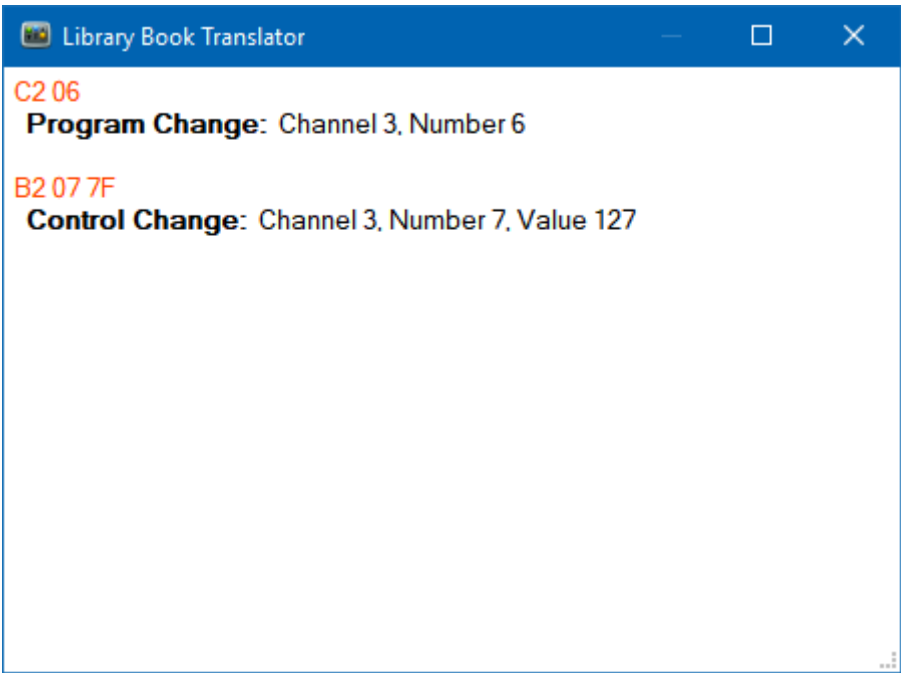 Library Book Translator
C2 06
Program Change: Channel 3, Number 6
B2 07 7F
Control Change: Channel 3, Number 7, Value 127